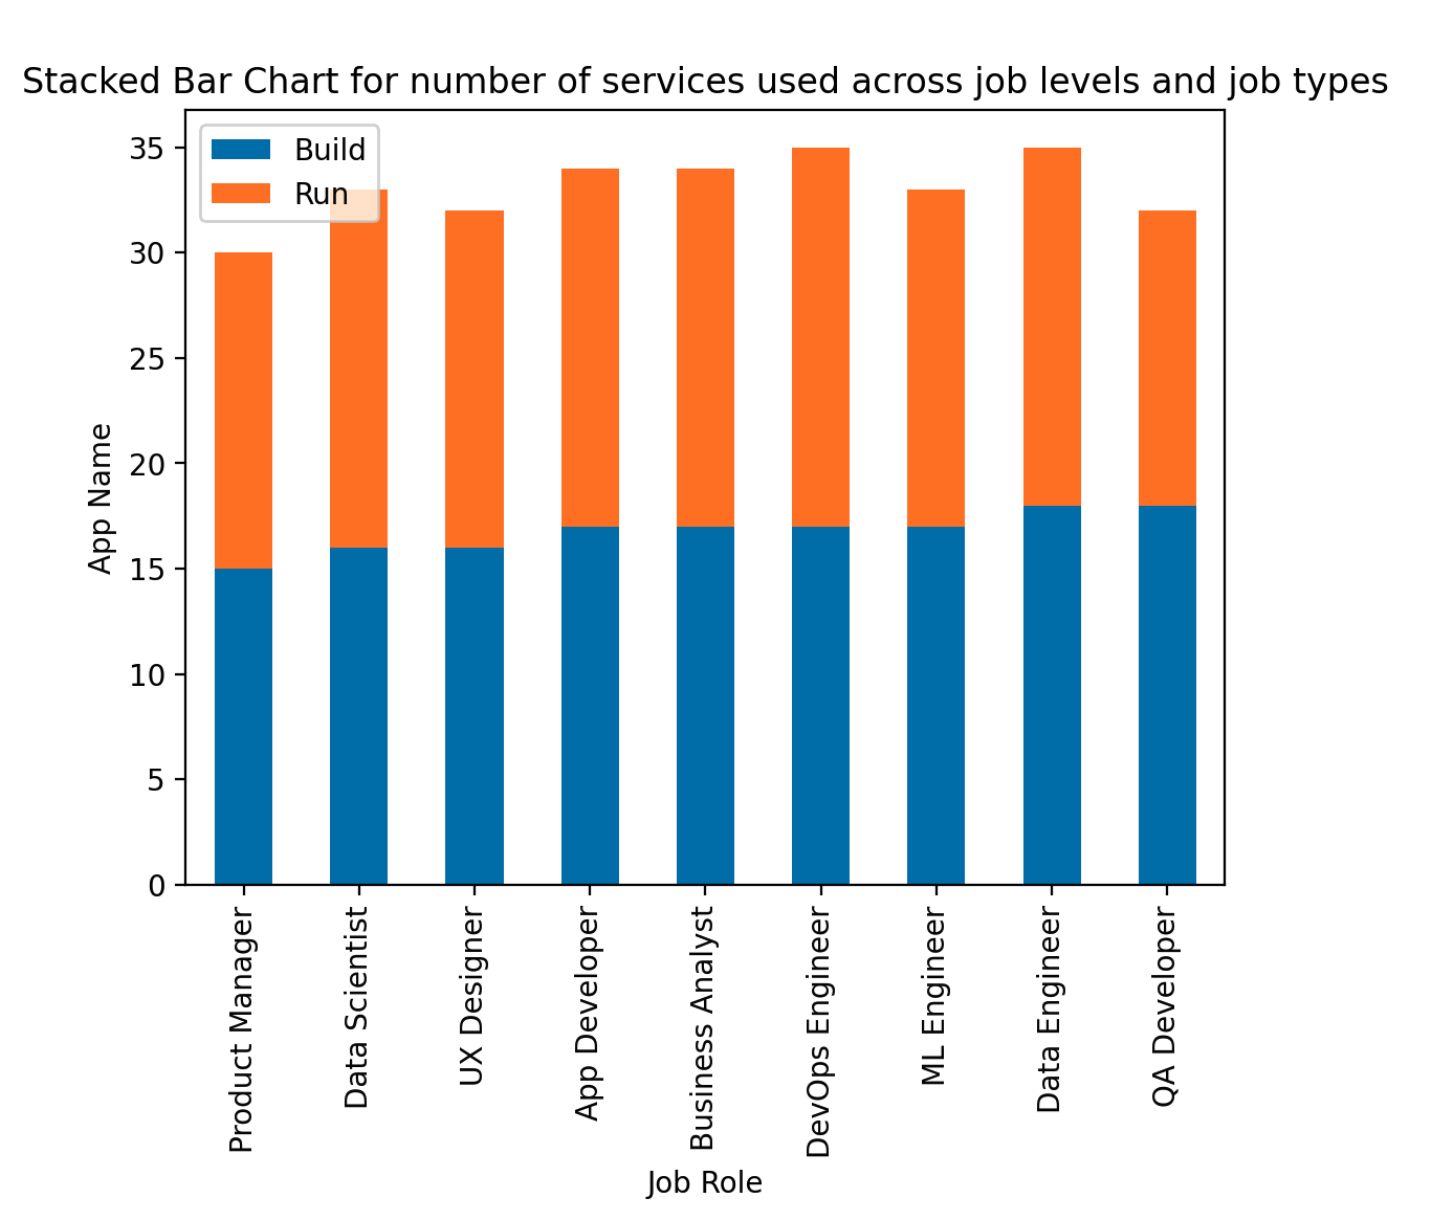 Stacked Bar Chart for number of services used across job levels and job types
Build
Run
35
30
25
20
15
10
5
0
App Name
Product Manager
Data Scientist
UX Designer
App Developer
Business Analyst
DevOps Engineer
ML Engineer
Data Engineer
QA Developer
Job Role